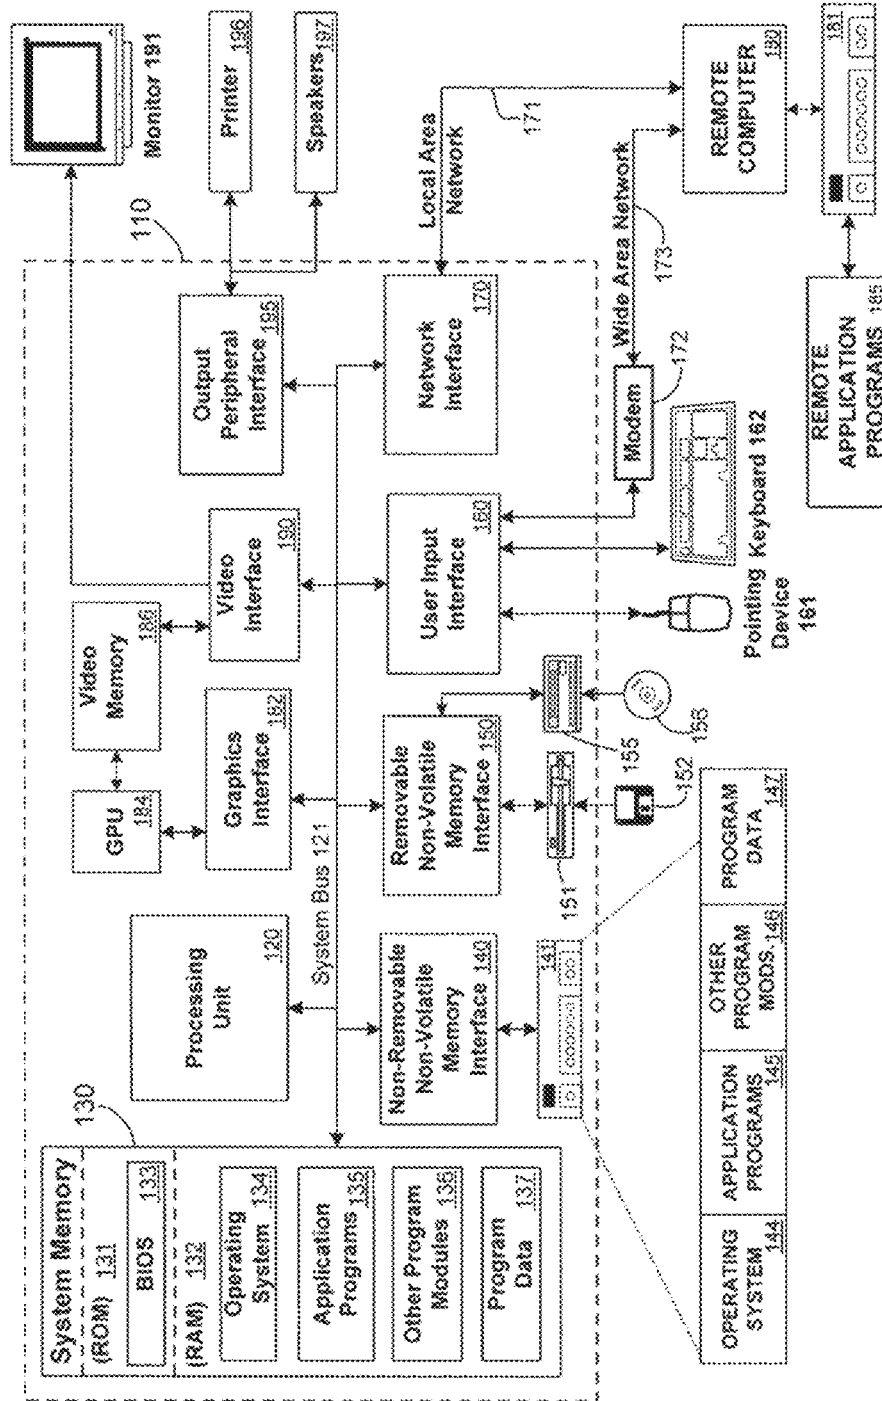 System Memory
(ROM) 131
BIOS 133
(RAM) 132
Operating
System 134
Application
Programs 135
Other Program
Modules 136
Program
Data 137
130
Processing
Unit
120
GPU
184
Video
Memory 186
Graphics
Interface 182
Video
Interface 190
Output
Peripheral
Interface 195
110
Monitor 191
Printer 196
Speakers 197
System Bus 121
Non-Removable
Non-Volatile
Memory
Interface 140
Removable
Non-Volatile
Memory
Interface 150
User Input
Interface 160
Network
Interface 170
Local Area
Network
171
141
151
152
155
156
Modem
172
Wide Area Network
173
Pointing
Device
161
Keyboard 162
REMOTE
COMPUTER
180
181
REMOTE
APPLICATION
PROGRAMS 185
OPERATING
SYSTEM 144
APPLICATION
PROGRAMS 145
OTHER
PROGRAM
MODS. 146
PROGRAM
DATA 147